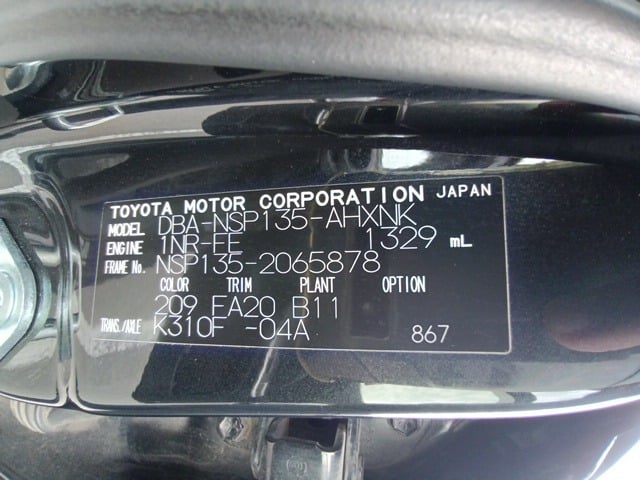 TOYOTA MOTOR CORPORATION JAPAN
MODEL DBA-NSP135-AHXNK
ENGINE 1NR-FE 1329 mL
FRAME No. NSP135-2065878
COLOR TRIM PLANT OPTION
209 FA20 B11
TRANS./AXLE K310F -04A 867